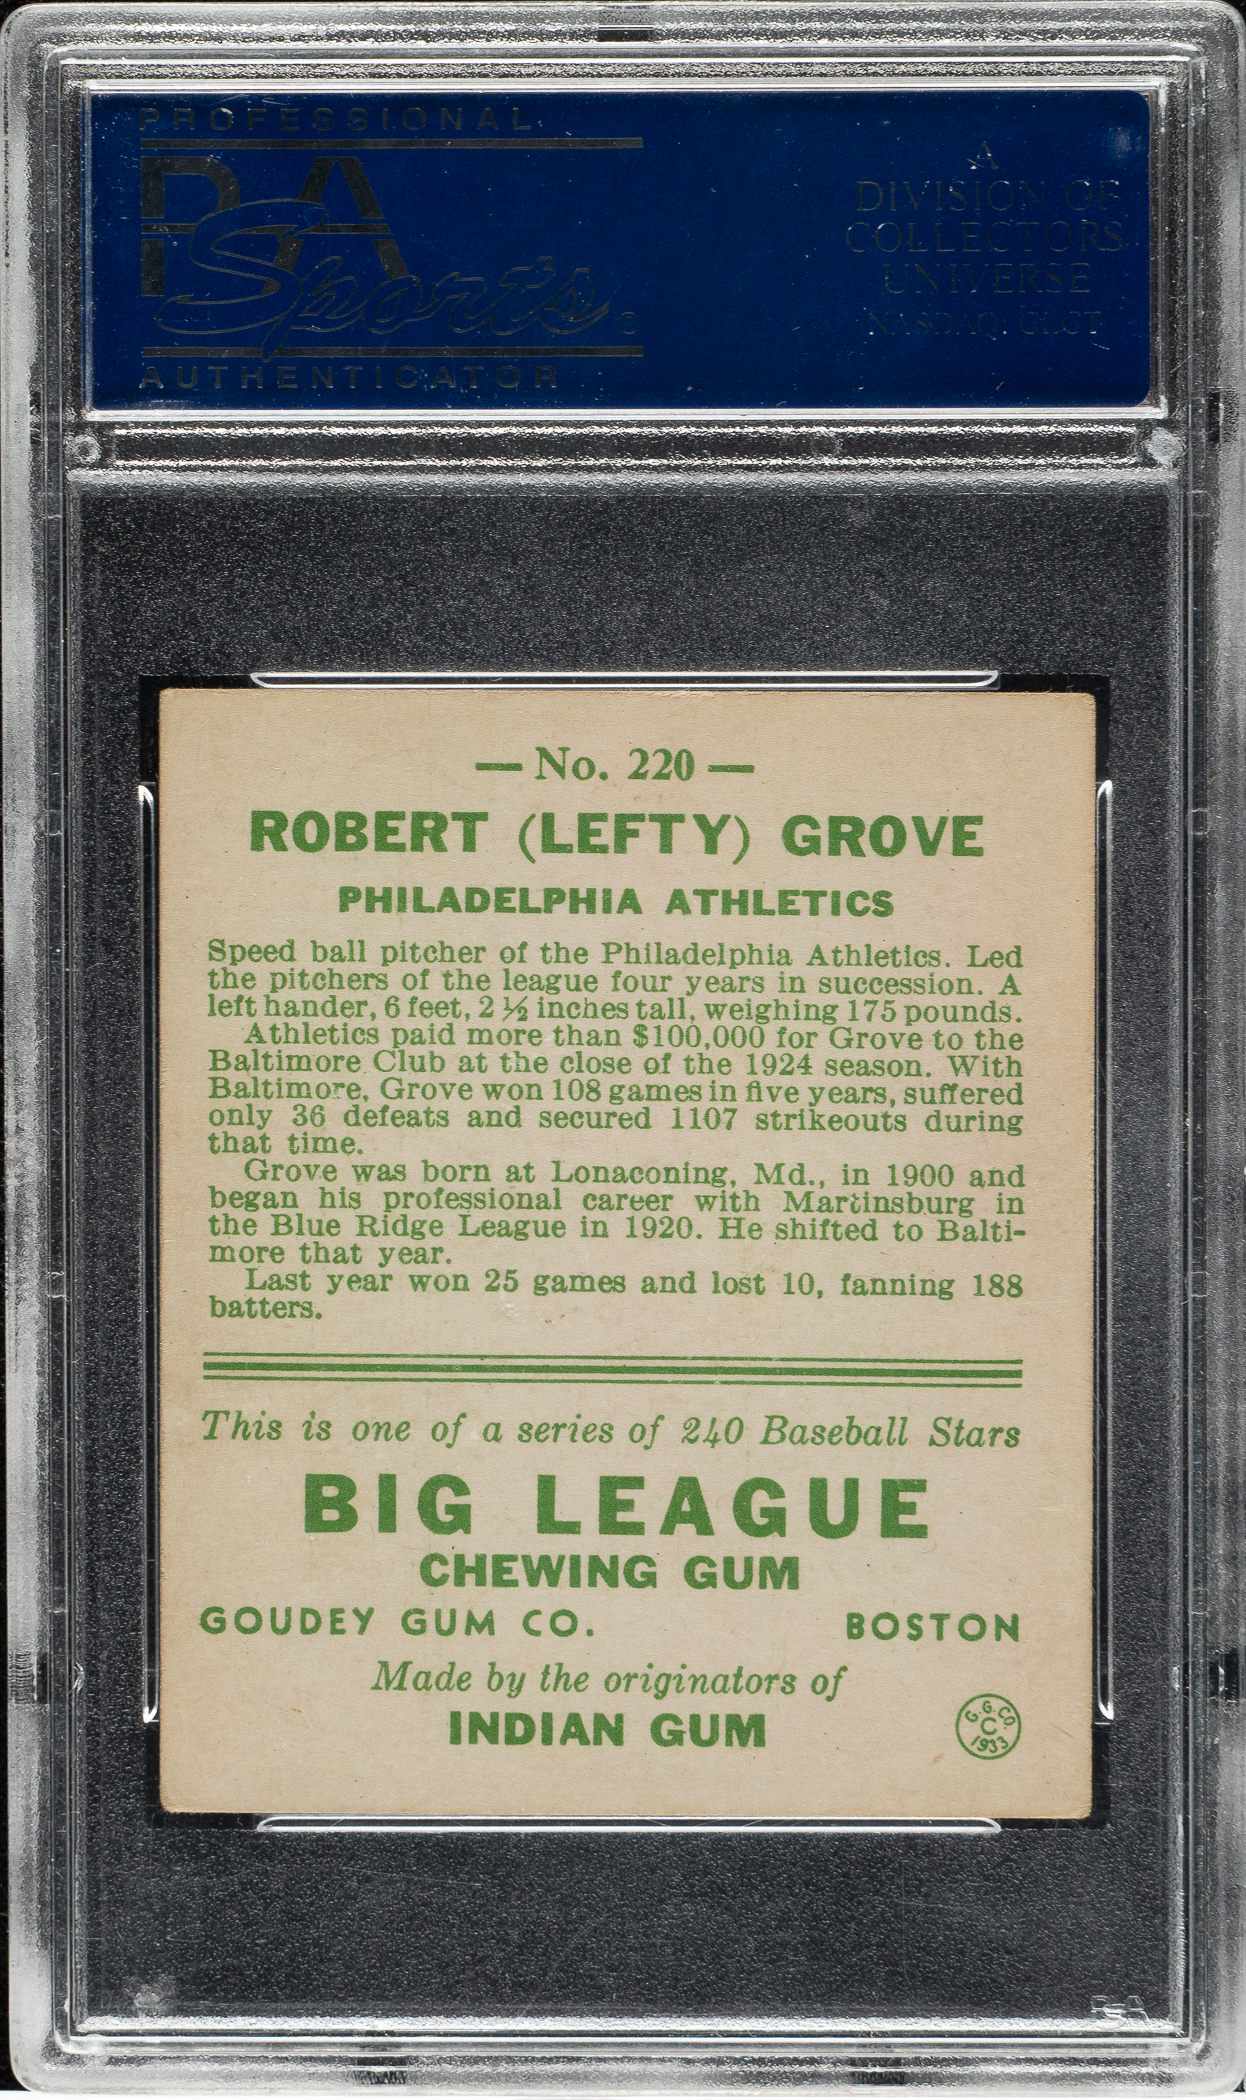 PROFESSIONAL
PSA
Sports
AUTHENTICATOR
A
DIVISION OF
COLLECTORS
UNIVERSE
NASDAQ: CLCT
— No. 220 —
ROBERT (LEFTY) GROVE
PHILADELPHIA ATHLETICS
Speed ball pitcher of the Philadelphia Athletics. Led
the pitchers of the league four years in succession. A
left hander, 6 feet, 2 ½ inches tall, weighing 175 pounds.
Athletics paid more than $100,000 for Grove to the
Baltimore Club at the close of the 1924 season. With
Baltimore, Grove won 108 games in five years, suffered
only 36 defeats and secured 1107 strikeouts during
that time.
Grove was born at Lonaconing, Md., in 1900 and
began his professional career with Martinsburg in
the Blue Ridge League in 1920. He shifted to Balti-
more that year.
Last year won 25 games and lost 10, fanning 188
batters.
This is one of a series of 240 Baseball Stars
BIG LEAGUE
CHEWING GUM
GOUDEY GUM CO. BOSTON
Made by the originators of
INDIAN GUM
G.G.CO.
C
1933
PSA